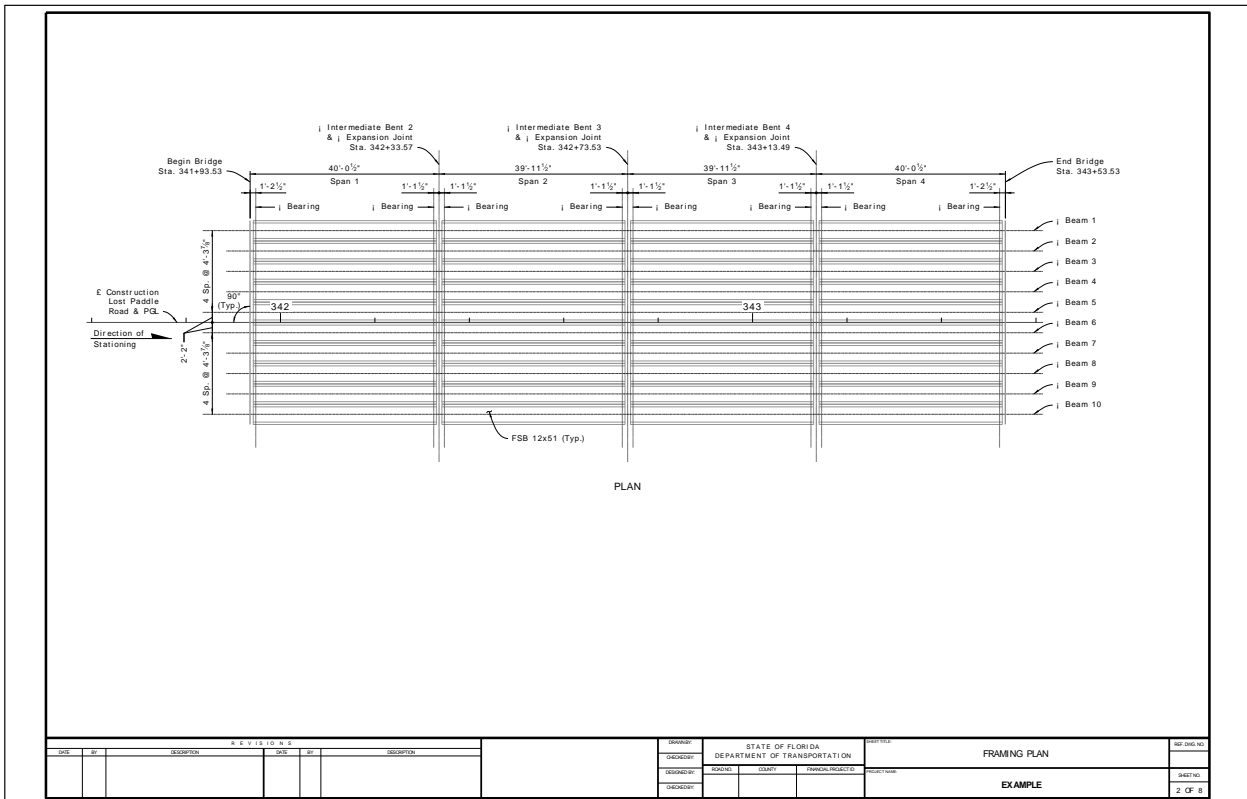 ¡ Intermediate Bent 2
& ¡ Expansion Joint
Sta. 342+33.57
¡ Intermediate Bent 3
& ¡ Expansion Joint
Sta. 342+73.53
¡ Intermediate Bent 4
& ¡ Expansion Joint
Sta. 343+13.49
Begin Bridge
Sta. 341+93.53
End Bridge
Sta. 343+53.53
40'-0½"
39'-11½"
39'-11½"
40'-0½"
Span 1
Span 2
Span 3
Span 4
1'-2½"
1'-1½"
1'-1½"
1'-1½"
1'-1½"
1'-1½"
1'-1½"
1'-2½"
¡ Bearing
¡ Bearing
¡ Bearing
¡ Bearing
¡ Bearing
¡ Bearing
¡ Bearing
¡ Bearing
¡ Beam 1
¡ Beam 2
¡ Beam 3
¡ Beam 4
¡ Beam 5
¡ Beam 6
¡ Beam 7
¡ Beam 8
¡ Beam 9
¡ Beam 10
4 Sp. @ 4'-3⅞"
£ Construction
Lost Paddle
Road & PGL
90°
(Typ.)
342
343
Direction of
Stationing
2'-2"
4 Sp. @ 4'-3⅞"
FSB 12x51 (Typ.)
PLAN
REVISIONS
DATE BY DESCRIPTION DATE BY DESCRIPTION
DRAWN BY:
CHECKED BY:
DESIGNED BY:
CHECKED BY:
STATE OF FLORIDA
DEPARTMENT OF TRANSPORTATION
ROAD NO. COUNTY FINANCIAL PROJECT ID
SHEET TITLE:
FRAMING PLAN
PROJECT NAME:
EXAMPLE
REF. DWG. NO.
SHEET NO.
2 OF 8